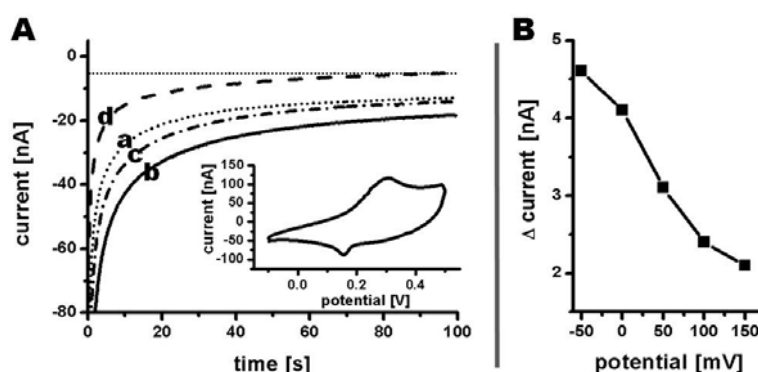 A
B
0
-20
-40
-60
-80
current [nA]
d
a
c
b
150
100
50
0
-50
-100
current [nA]
0.0 0.2 0.4
potential [V]
0 20 40 60 80 100
time [s]
5
4
3
2
Δ current [nA]
-50 0 50 100 150
potential [mV]